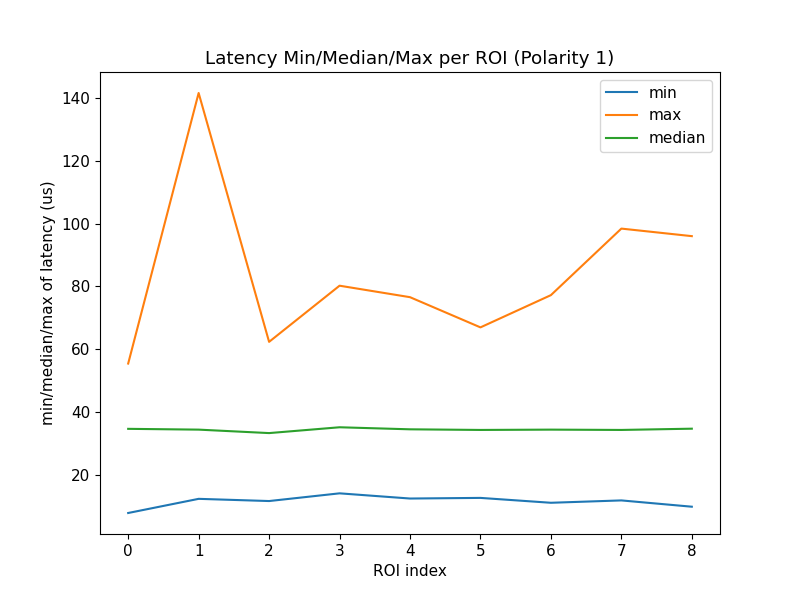 Latency Min/Median/Max per ROI (Polarity 1)
min
max
median
min/median/max of latency (us)
140
120
100
80
60
40
20
0 1 2 3 4 5 6 7 8
ROI index